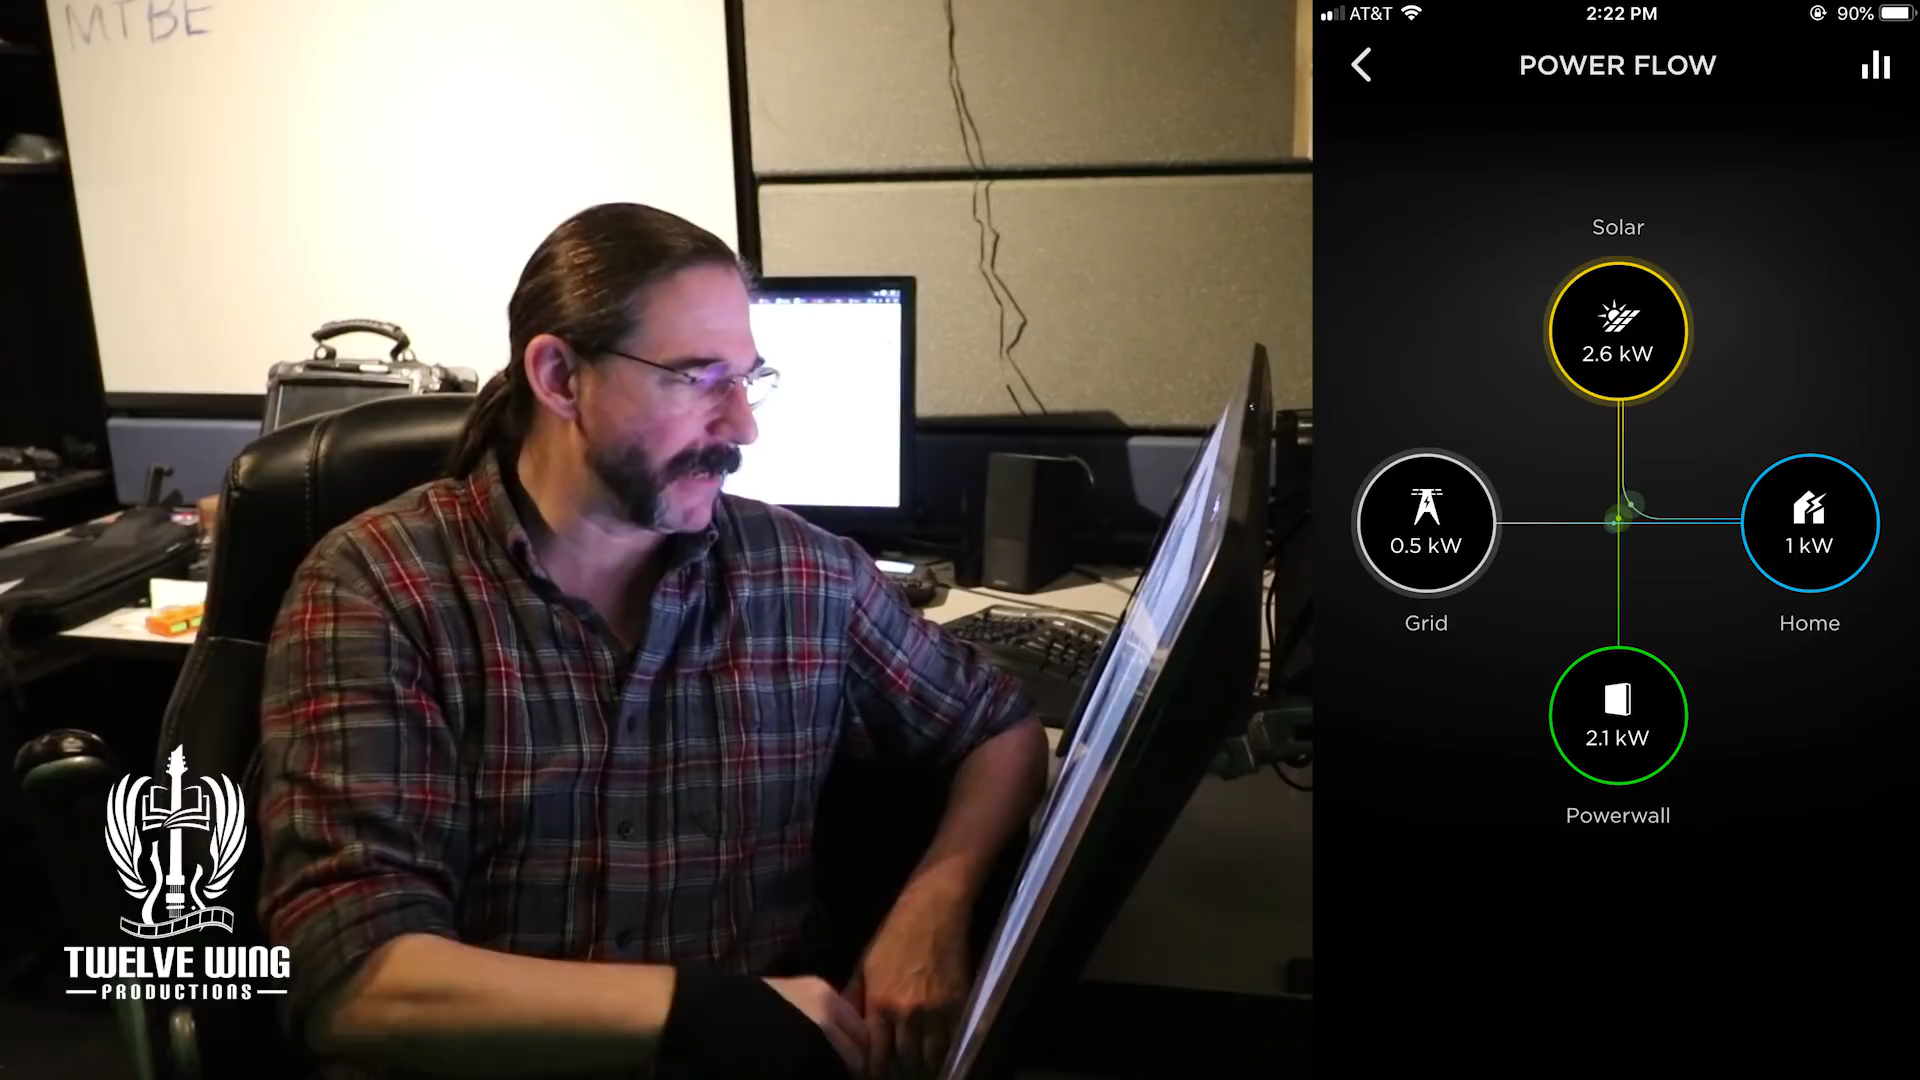 MTBE
AT&T 2:22 PM 90%
POWER FLOW
Solar
2.6 kW
0.5 kW
Grid
1 kW
Home
2.1 kW
Powerwall
TWELVE WING
PRODUCTIONS